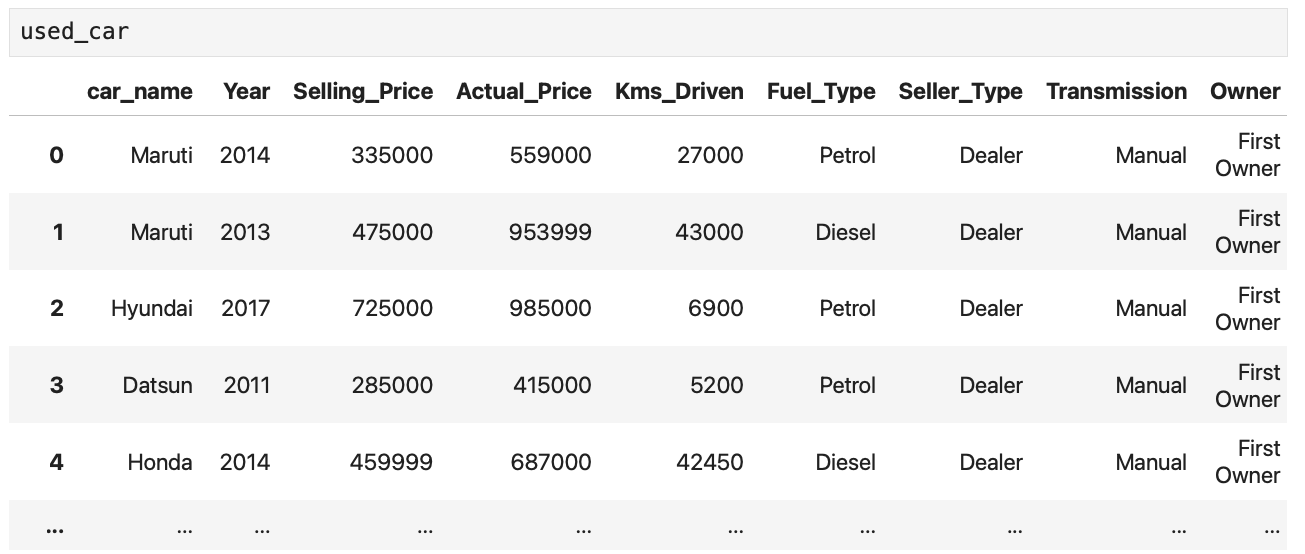 used_car
car_name Year Selling_Price Actual_Price Kms_Driven Fuel_Type Seller_Type Transmission Owner
0 Maruti 2014 335000 559000 27000 Petrol Dealer Manual First Owner
1 Maruti 2013 475000 953999 43000 Diesel Dealer Manual First Owner
2 Hyundai 2017 725000 985000 6900 Petrol Dealer Manual First Owner
3 Datsun 2011 285000 415000 5200 Petrol Dealer Manual First Owner
4 Honda 2014 459999 687000 42450 Diesel Dealer Manual First Owner
... ... ... ... ... ... ... ... ... ...